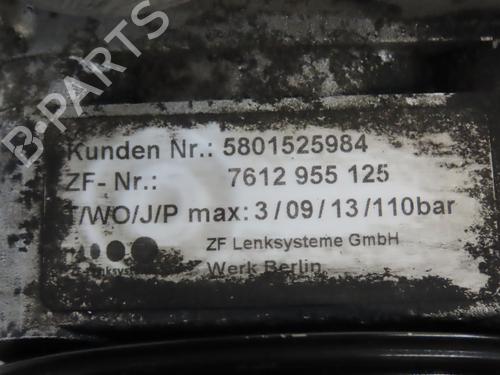 Kunden Nr.: 5801525984
ZF- Nr.: 7612 955 125
T/WO/J/P max: 3/09/13/110bar
ZF Lenksysteme GmbH
Werk Berlin